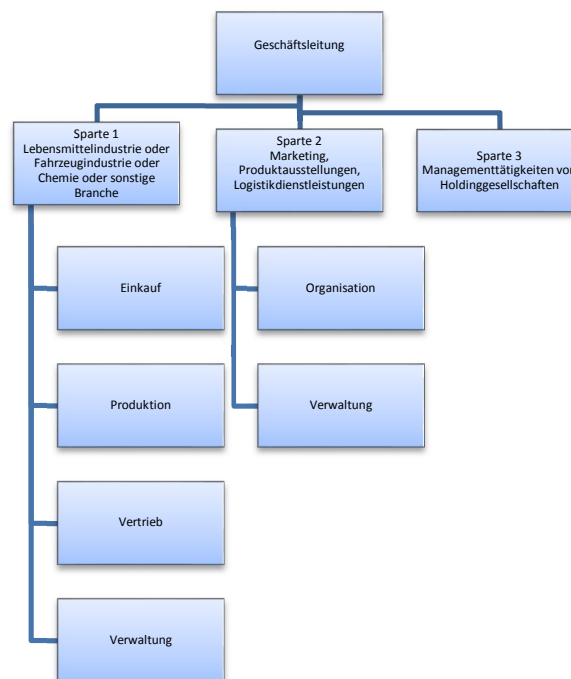 Geschäftsleitung
Sparte 1
Lebensmittelindustrie oder
Fahrzeugindustrie oder
Chemie oder sonstige
Branche
Sparte 2
Marketing,
Produktausstellungen,
Logistikdienstleistungen
Sparte 3
Managementtätigkeiten von
Holdinggesellschaften
Einkauf
Organisation
Produktion
Verwaltung
Vertrieb
Verwaltung